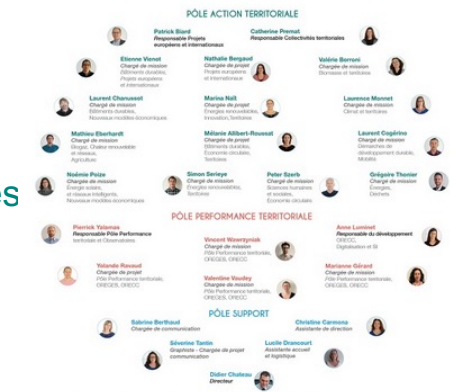 PÔLE ACTION TERRITORIALE
Patrick Biard
Responsable Projets
européens et internationaux
Catherine Premat
Responsable Collectivités territoriales
Etienne Vienot
Chargé de mission
Bâtiments durables,
Projets européens
et internationaux
Nathalie Bergaud
Chargée de projet
Projets européens
et internationaux
Valérie Borroni
Chargée de mission
Biomasse et territoires
Laurent Chanussot
Chargé de mission
Bâtiments durables,
Nouveaux modèles économiques
Marina Naït
Chargée de mission
Énergies renouvelables,
Innovation, Territoires
Laurence Monnet
Chargée de mission
Climat et territoires
Mathieu Eberhardt
Chargé de mission
Biogaz, Chaleur renouvelable
et réseaux,
Agriculture
Mélanie Allibert-Rousset
Chargée de mission
Bâtiments durables,
Économie circulaire,
Territoires
Laurent Cogérino
Chargé de mission
Démarches de
développement durable,
Mobilité
Noémie Poize
Chargée de mission
Énergie solaire,
et réseaux intelligents,
Nouveaux modèles économiques
Simon Serieye
Chargé de mission
Énergies renouvelables,
Territoires
Peter Szerb
Chargé de mission
Sciences humaines
et sociales,
Économie circulaire
Grégoire Thonier
Chargé de mission
Énergies,
Déchets
es
PÔLE PERFORMANCE TERRITORIALE
Pierrick Yalamas
Responsable Pôle Performance
territoriale et Observatoires
Vincent Wawrzyniak
Chargé de mission
Pôle Performance territoriale,
OREGES, ORECC
Anne Luminet
Responsable du développement
ORECC,
Digitalisation et SI
Yolande Ravaud
Chargée de projet
Pôle Performance territoriale,
OREGES, ORECC
Valentine Vaudey
Chargée de mission
Pôle Performance territoriale,
OREGES, ORECC
Marianne Gérard
Chargée de mission
Pôle Performance territoriale,
OREGES, ORECC
PÔLE SUPPORT
Sabrine Berthaud
Chargée de communication
Christine Carmona
Assistante de direction
Séverine Tantin
Graphiste - Chargée de projet
communication
Lucile Drancourt
Assistante accueil
et logistique
Didier Chateau
Directeur